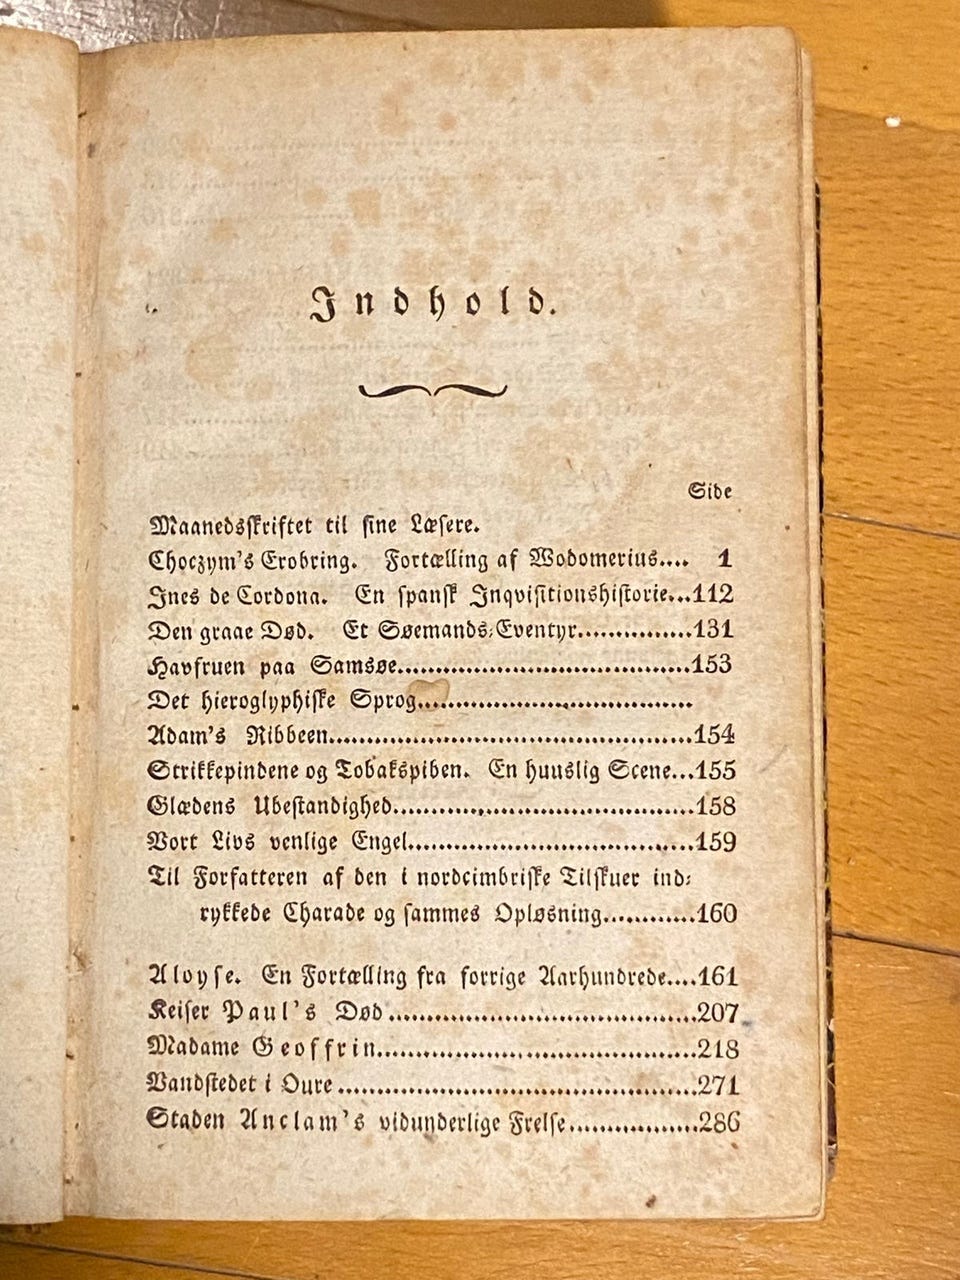 Indhold.
Side
Maanedsskriftet til sine Læsere.
Choczym's Erobring. Fortælling af Wodomerius.... 1
Ines de Cordona. En spansk Inqvisitionshistorie...112
Den graae Død. Et Søemands-Eventyr................131
Havfruen paa Samsøe...................................153
Det hieroglyphiske Sprog.................................
Adam's Ribbeen..........................................154
Strikkepindene og Tobakspiben. En huuslig Scene...155
Glædens Ubestandighed..................................158
Vort Livs venlige Engel.................................159
Til Forfatteren af den i nordcimbriske Tilskuer ind-
rykkede Charade og sammes Opløsning............160
Aloyse. En Fortælling fra forrige Aarhundrede....161
Keiser Paul's Død.....................................207
Madame Geoffrin.......................................218
Vandstedet i Oure.....................................271
Staden Anclam's vidunderlige Frelse.................286